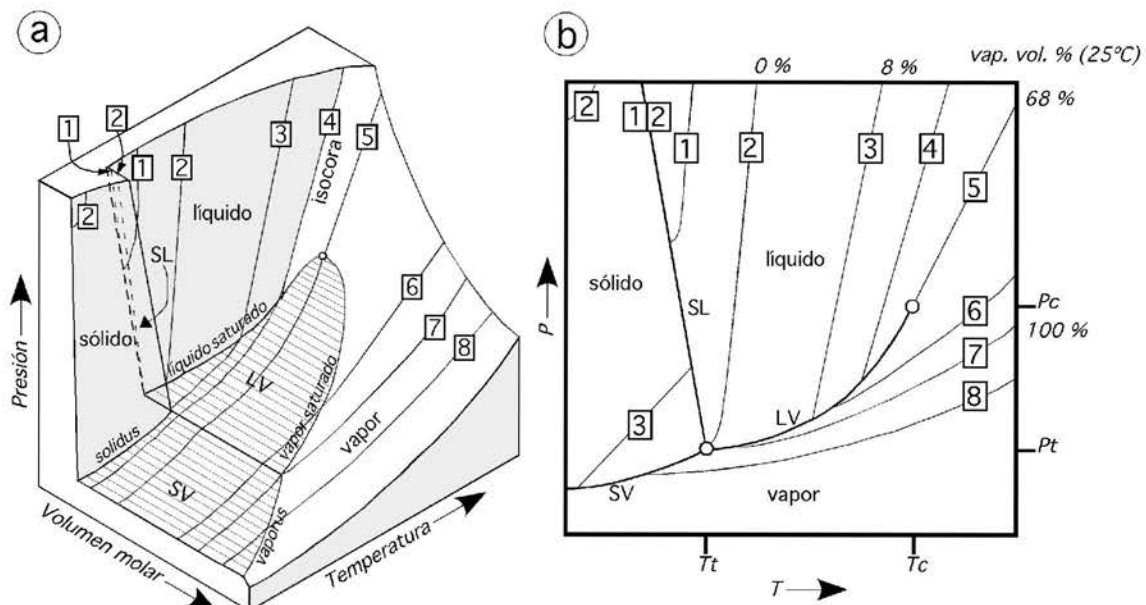 a
1
2
1
2
2
3
4
5
isocora
líquido
SL
sólido
líquido saturado
LV
6
7
8
vapor saturado
vapor
solidus
SV
vaporus
Presión
Volumen molar
Temperatura
b
0 %
8 %
vap. vol. % (25°C)
68 %
2
1
2
1
2
3
4
5
sólido
líquido
SL
P
Pc
6
100 %
7
8
3
LV
Pt
SV
vapor
Tt
Tc
T